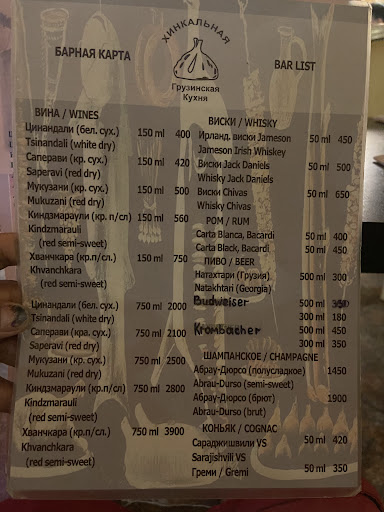 БАРНАЯ КАРТА
ХИНКАЛЬНАЯ
Грузинская
Кухня
BAR LIST
ВИНА / WINES
Цинандали (бел. сух.) 150 ml 400
Tsinandali (white dry)
Саперави (кр. сух.) 150 ml 420
Saperavi (red dry)
Мукузани (кр. сух.) 150 ml 500
Mukuzani (red dry)
Киндзмараули (кр. п/сл) 150 ml 560
Kindzmarauli
(red semi-sweet)
Хванчкара (кр.п/сл.) 150 ml 750
Khvanchkara
(red semi-sweet)
Цинандали (бел. сух.) 750 ml 2000
Tsinandali (white dry)
Саперави (кра. сух.) 750 ml 2100
Saperavi (red dry)
Мукузани (кр. сух.) 750 ml 2500
Mukuzani (red dry)
Киндзмараули (кр.п/сл) 750 ml 2800
Kindzmarauli
(red semi-sweet)
Хванчкара (кр.п/сл.) 750 ml 3900
Khvanchkara
(red semi-sweet)
ВИСКИ / WHISKY
Ирланд. виски Jameson 50 ml 450
Jameson Irish Whiskey
Виски Jack Daniels 50 ml 500
Whisky Jack Daniels
Виски Chivas 50 ml 650
Whisky Chivas
РОМ / RUM
Carta Blanca, Bacardi 50 ml 400
Carta Black, Bacardi 50 ml 450
ПИВО / BEER
Натахтари (Грузия) 500 ml 300
Natakhtari (Georgia)
Budweiser 500 ml
300 ml 180
Krombacher 500 ml 450
300 ml 350
ШАМПАНСКОЕ / CHAMPAGNE
Абрау-Дюрсо (полусладкое) 1450
Abrau-Durso (semi-sweet)
Абрау-Дюрсо (брют) 1900
Abrau-Durso (brut)
КОНЬЯК / COGNAC
Сараджишвили VS 50 ml 420
Sarajishvili VS
Греми / Gremi 50 ml 350